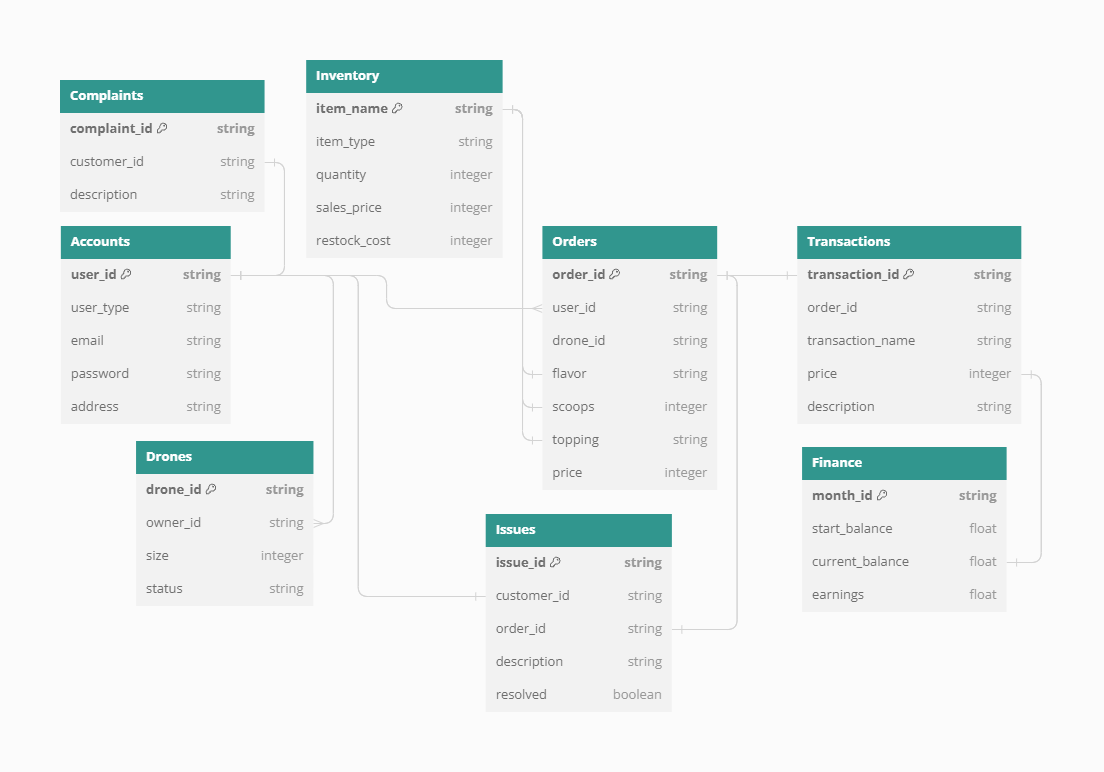 Complaints
complaint_id string
customer_id string
description string
Inventory
item_name string
item_type string
quantity integer
sales_price integer
restock_cost integer
Accounts
user_id string
user_type string
email string
password string
address string
Orders
order_id string
user_id string
drone_id string
flavor string
scoops integer
topping string
price integer
Transactions
transaction_id string
order_id string
transaction_name string
price integer
description string
Drones
drone_id string
owner_id string
size integer
status string
Finance
month_id string
start_balance float
current_balance float
earnings float
Issues
issue_id string
customer_id string
order_id string
description string
resolved boolean